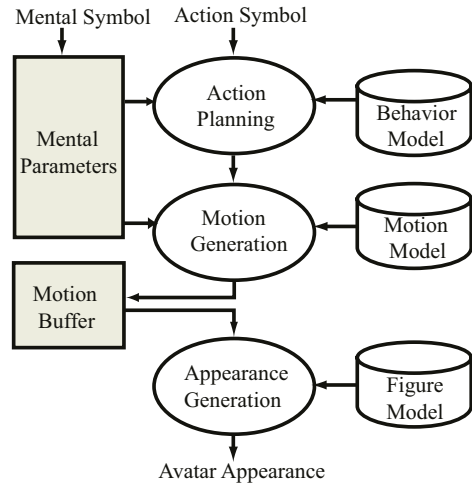 Mental Symbol
Action Symbol
Action
Planning
Behavior
Model
Mental
Parameters
Motion
Generation
Motion
Model
Motion
Buffer
Appearance
Generation
Figure
Model
Avatar Appearance